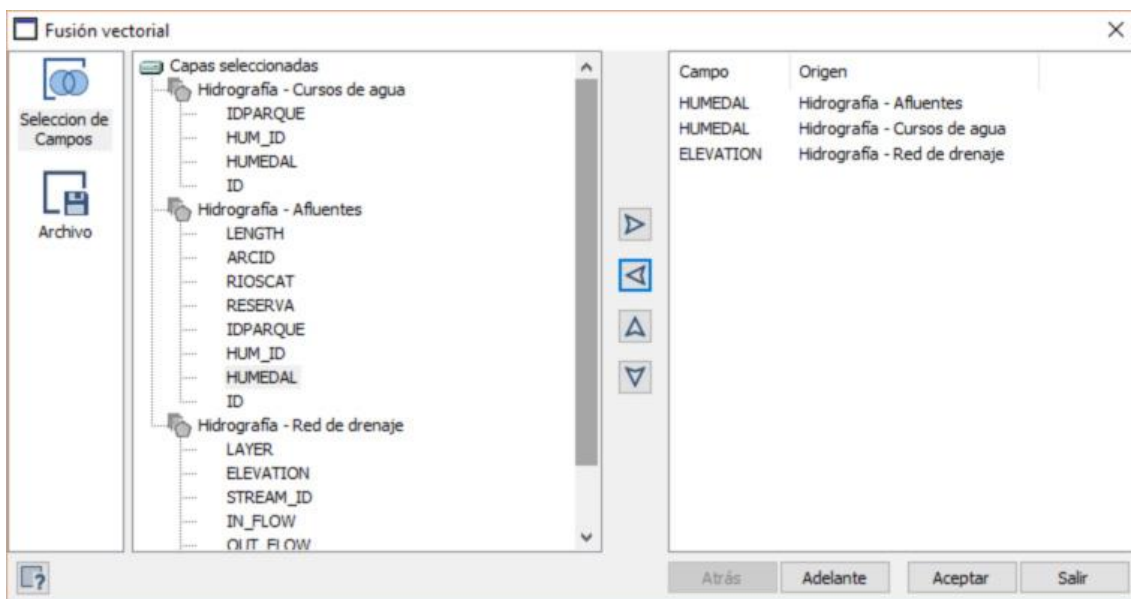 Fusión vectorial
Seleccion de
Campos
Archivo
Capas seleccionadas
Hidrografía - Cursos de agua
IDPARQUE
HUM_ID
HUMEDAL
ID
Hidrografía - Afluentes
LENGTH
ARCID
RIOSCAT
RESERVA
IDPARQUE
HUM_ID
HUMEDAL
ID
Hidrografía - Red de drenaje
LAYER
ELEVATION
STREAM_ID
IN_FLOW
OUT_FLOW
Campo Origen
HUMEDAL Hidrografía - Afluentes
HUMEDAL Hidrografía - Cursos de agua
ELEVATION Hidrografía - Red de drenaje
?
Atrás Adelante Aceptar Salir